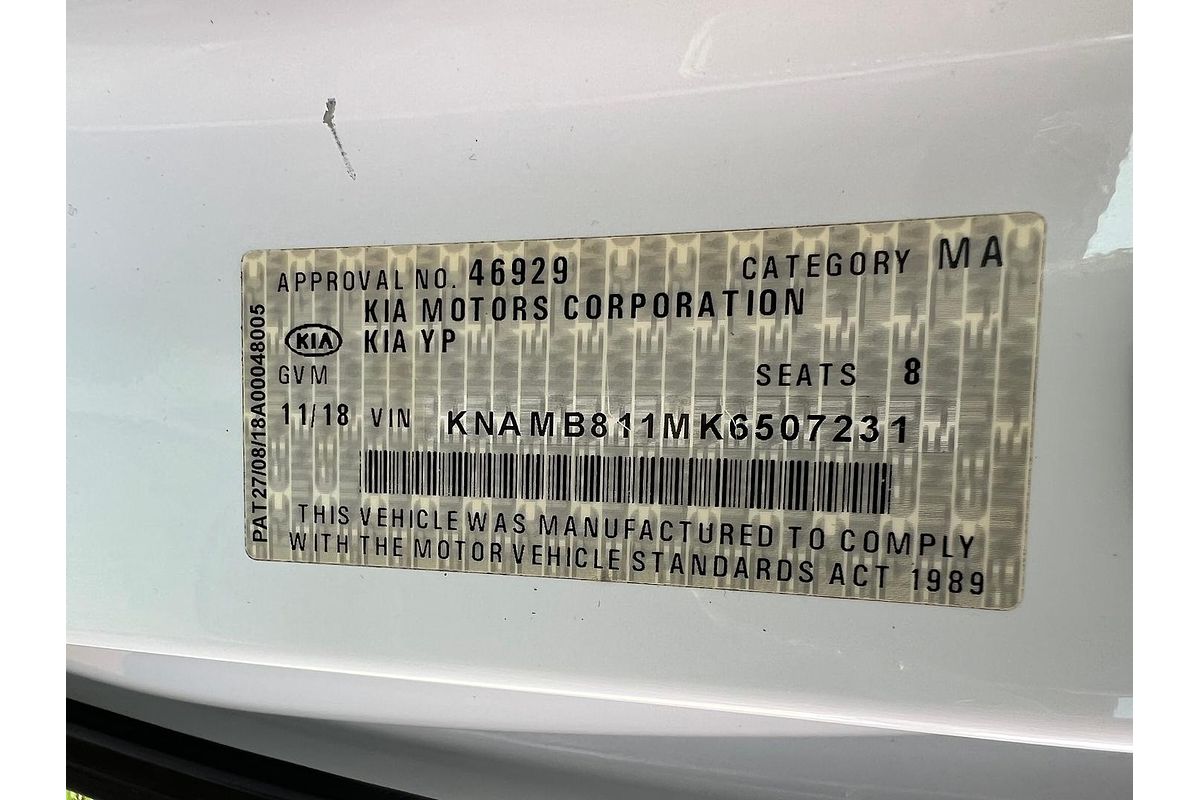 APPROVAL NO. 46929 CATEGORY MA
KIA MOTORS CORPORATION
KIA KIA YP
GVM SEATS 8
11/18 VIN KNAMB811MK6507231
THIS VEHICLE WAS MANUFACTURED TO COMPLY
WITH THE MOTOR VEHICLE STANDARDS ACT 1989
PAT27/08/18A00048005